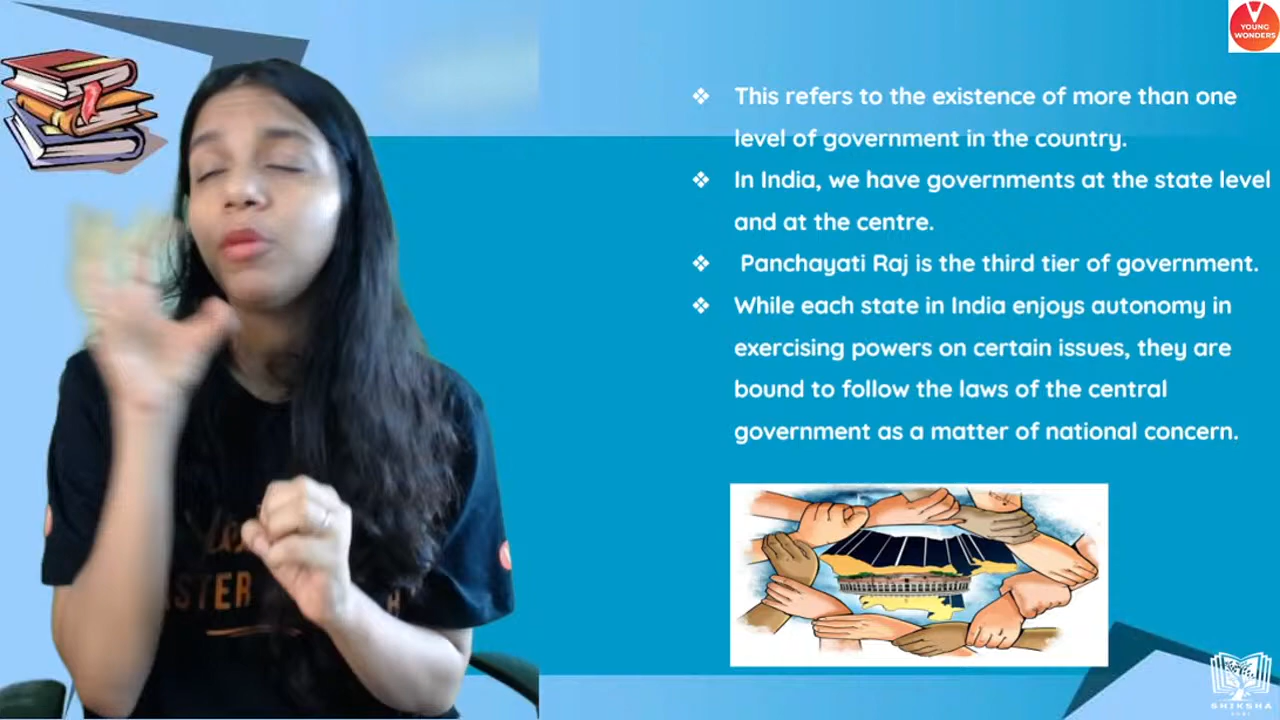 YOUNG
WONDERS
❖ This refers to the existence of more than one
level of government in the country.
❖ In India, we have governments at the state level
and at the centre.
❖ Panchayati Raj is the third tier of government.
❖ While each state in India enjoys autonomy in
exercising powers on certain issues, they are
bound to follow the laws of the central
government as a matter of national concern.
SHIKSHA